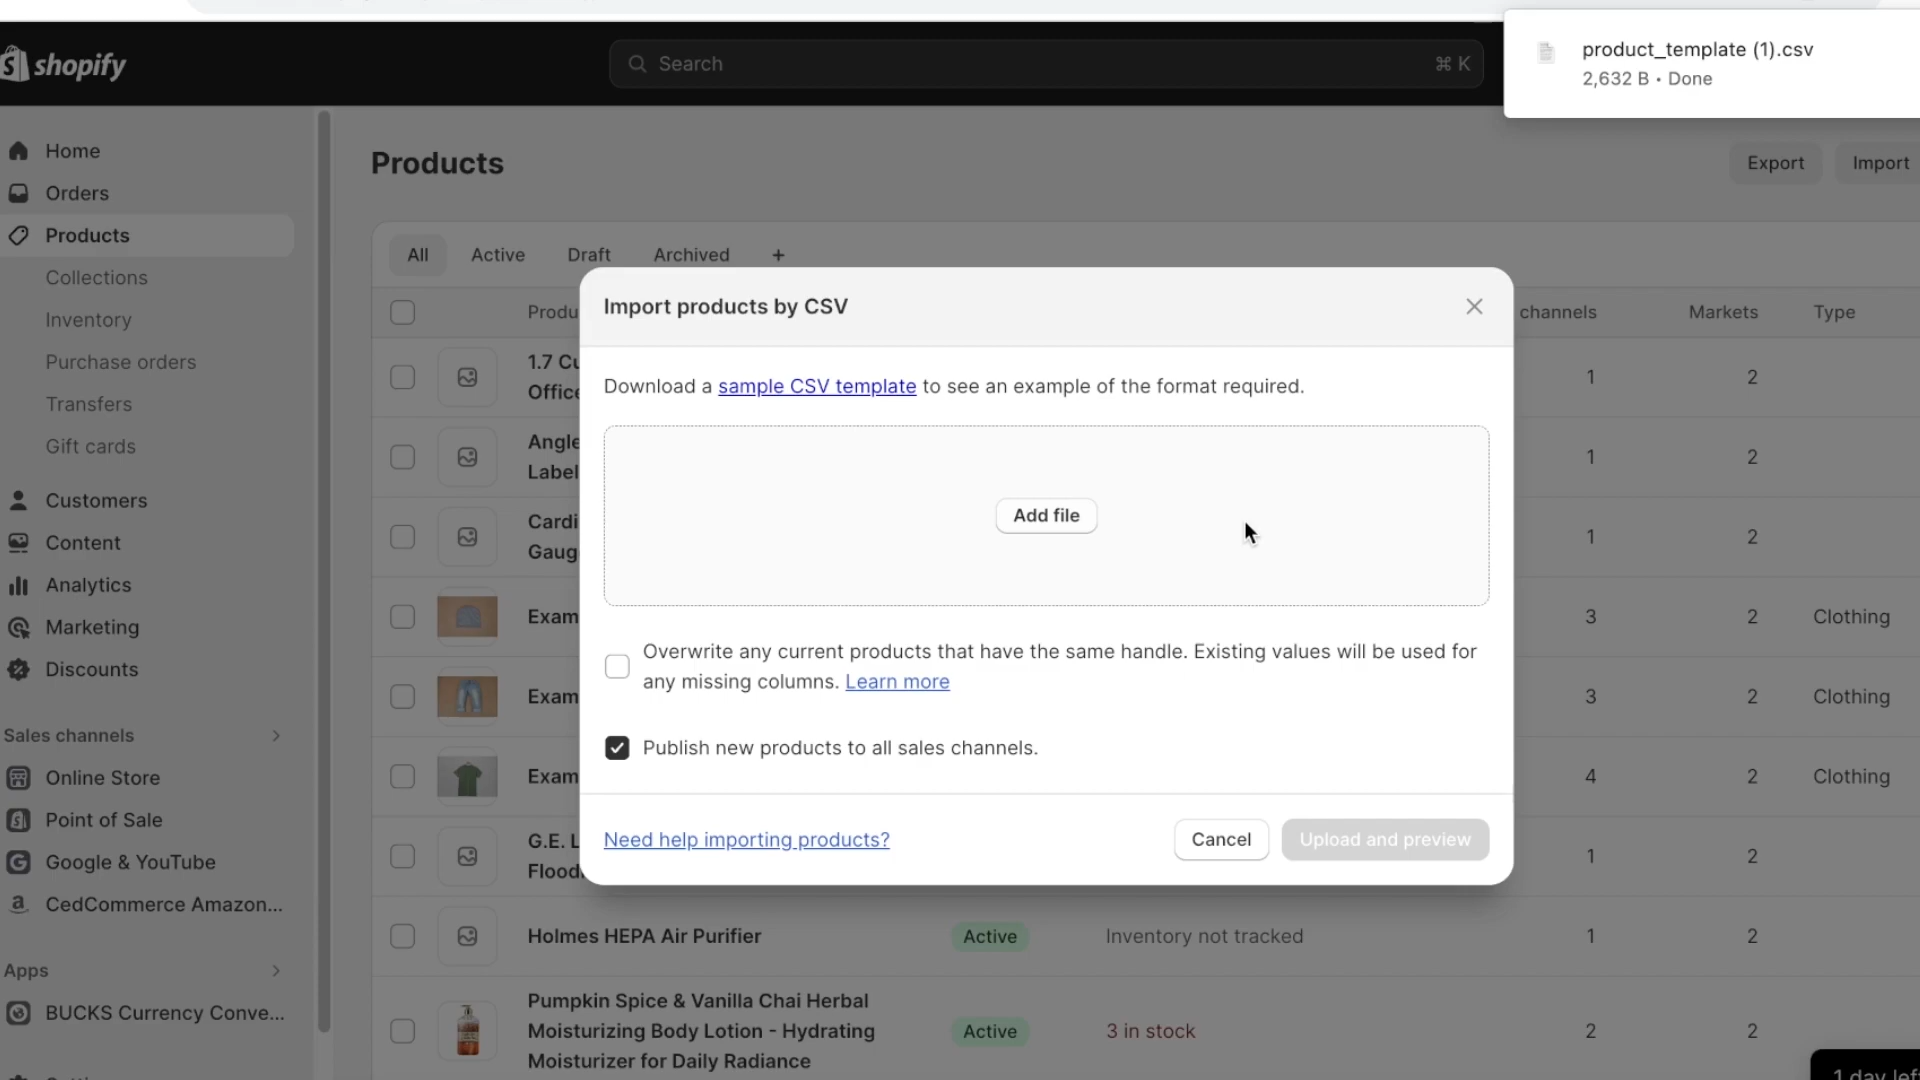 shopify
Search
⌘ K
product_template (1).csv
2,632 B • Done
Home
Orders
Products
Collections
Inventory
Purchase orders
Transfers
Gift cards
Customers
Content
Analytics
Marketing
Discounts
Sales channels
Online Store
Point of Sale
Google & YouTube
CedCommerce Amazon...
Apps
BUCKS Currency Conve...
Products
Export
Import
All
Active
Draft
Archived
+
Produ
channels
Markets
Type
1.7 Cu
Office
1
2
Angle
Label
1
2
Cardi
Gaug
1
2
Exam
3
2
Clothing
Exam
3
2
Clothing
Exam
4
2
Clothing
G.E. L
Flood
1
2
Holmes HEPA Air Purifier
Active
Inventory not tracked
1
2
Pumpkin Spice & Vanilla Chai Herbal
Moisturizing Body Lotion - Hydrating
Moisturizer for Daily Radiance
Active
3 in stock
2
2
Import products by CSV
Download a sample CSV template to see an example of the format required.
Add file
Overwrite any current products that have the same handle. Existing values will be used for
any missing columns. Learn more
Publish new products to all sales channels.
Need help importing products?
Cancel
Upload and preview
1 day left